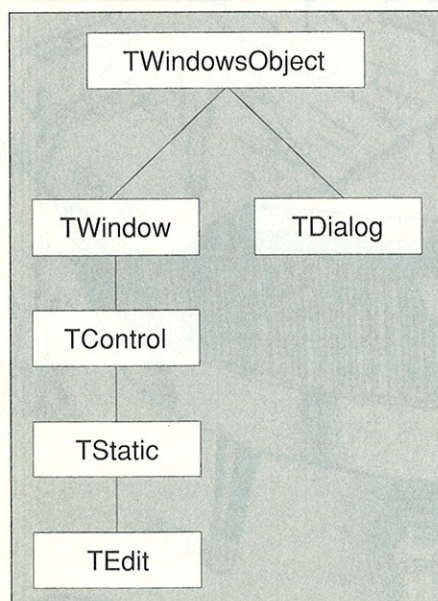 TWindowsObject
TWindow
TDialog
TControl
TStatic
TEdit